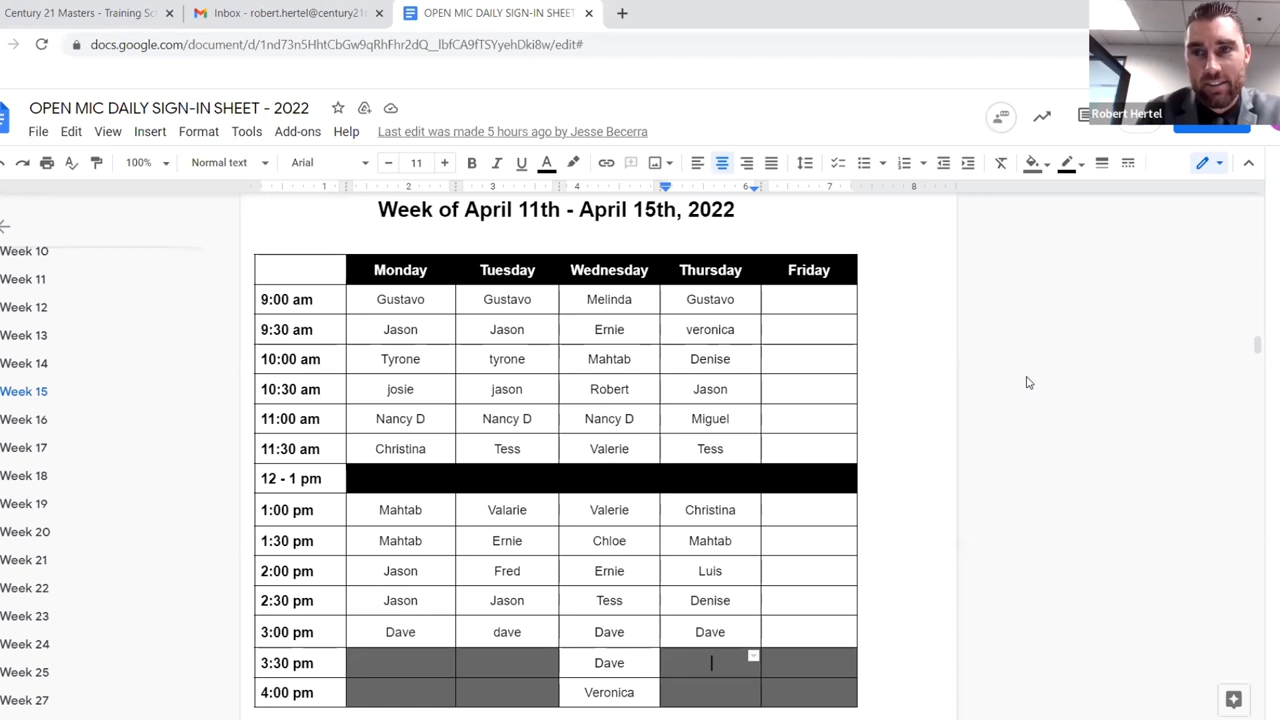 Century 21 Masters - Training Sc
Inbox - robert.hertel@century21r
OPEN MIC DAILY SIGN-IN SHEET
docs.google.com/document/d/1nd73n5HhtCbGw9qRhFhr2dQ__lbfCA9fTSYyehDki8w/edit#
Robert Hertel
OPEN MIC DAILY SIGN-IN SHEET - 2022
File Edit View Insert Format Tools Add-ons Help Last edit was made 5 hours ago by Jesse Becerra
100% Normal text Arial 11 B I U A
1 2 3 4 6 7 8
Week of April 11th - April 15th, 2022
Week 10
Week 11
Week 12
Week 13
Week 14
Week 15
Week 16
Week 17
Week 18
Week 19
Week 20
Week 21
Week 22
Week 23
Week 24
Week 25
Week 27
Monday Tuesday Wednesday Thursday Friday
9:00 am Gustavo Gustavo Melinda Gustavo
9:30 am Jason Jason Ernie veronica
10:00 am Tyrone tyrone Mahtab Denise
10:30 am josie jason Robert Jason
11:00 am Nancy D Nancy D Nancy D Miguel
11:30 am Christina Tess Valerie Tess
12 - 1 pm
1:00 pm Mahtab Valarie Valerie Christina
1:30 pm Mahtab Ernie Chloe Mahtab
2:00 pm Jason Fred Ernie Luis
2:30 pm Jason Jason Tess Denise
3:00 pm Dave dave Dave Dave
3:30 pm Dave
4:00 pm Veronica